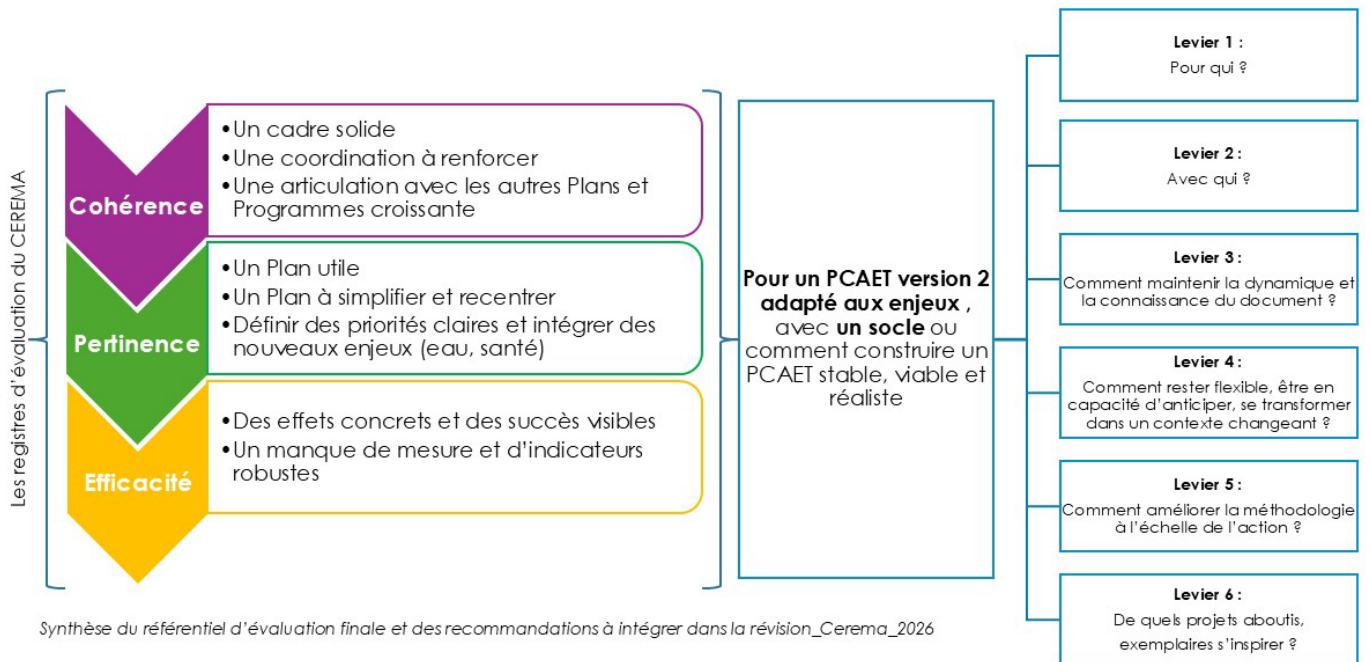 Les registres d'évaluation du CEREMA
Cohérence
•Un cadre solide
•Une coordination à renforcer
•Une articulation avec les autres Plans et
Programmes croissante
Pertinence
•Un Plan utile
•Un Plan à simplifier et recentrer
•Définir des priorités claires et intégrer des
nouveaux enjeux (eau, santé)
Efficacité
•Des effets concrets et des succès visibles
•Un manque de mesure et d'indicateurs
robustes
Pour un PCAET version 2
adapté aux enjeux ,
avec un socle ou
comment construire un
PCAET stable, viable et
réaliste
Levier 1 :
Pour qui ?
Levier 2 :
Avec qui ?
Levier 3 :
Comment maintenir la dynamique et
la connaissance du document ?
Levier 4 :
Comment rester flexible, être en
capacité d'anticiper, se transformer
dans un contexte changeant ?
Levier 5 :
Comment améliorer la méthodologie
à l'échelle de l'action ?
Levier 6 :
De quels projets aboutis,
exemplaires s'inspirer ?
Synthèse du référentiel d'évaluation finale et des recommandations à intégrer dans la révision_Cerema_2026